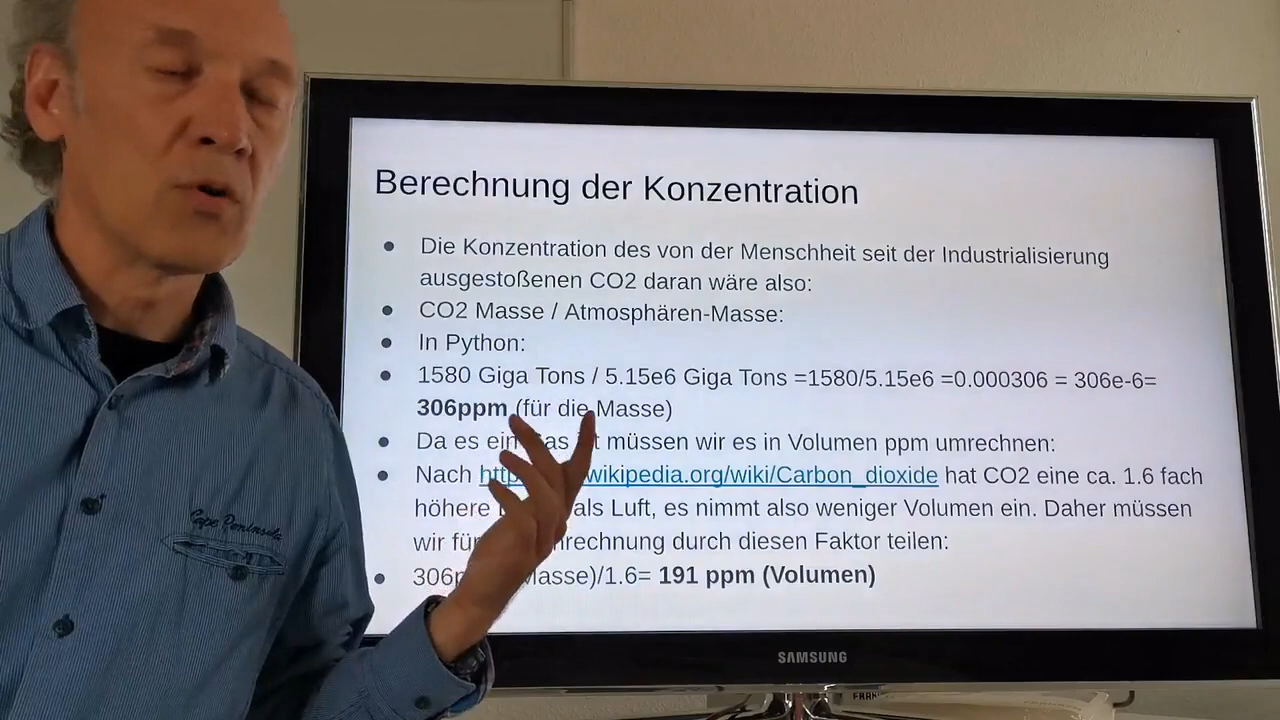 Berechnung der Konzentration
Die Konzentration des von der Menschheit seit der Industrialisierung
ausgestoßenen CO2 daran wäre also:
CO2 Masse / Atmosphären-Masse:
In Python:
1580 Giga Tons / 5.15e6 Giga Tons =1580/5.15e6 =0.000306 = 306e-6=
306ppm (für die Masse)
Da es ein müssen wir es in Volumen ppm umrechnen:
Nach wikipedia.org/wiki/Carbon_dioxide hat CO2 eine ca. 1.6 fach
höhere als Luft, es nimmt also weniger Volumen ein. Daher müssen
wir durch diesen Faktor teilen:
Masse)/1.6= 191 ppm (Volumen)
Cape Peninsula
SAMSUNG